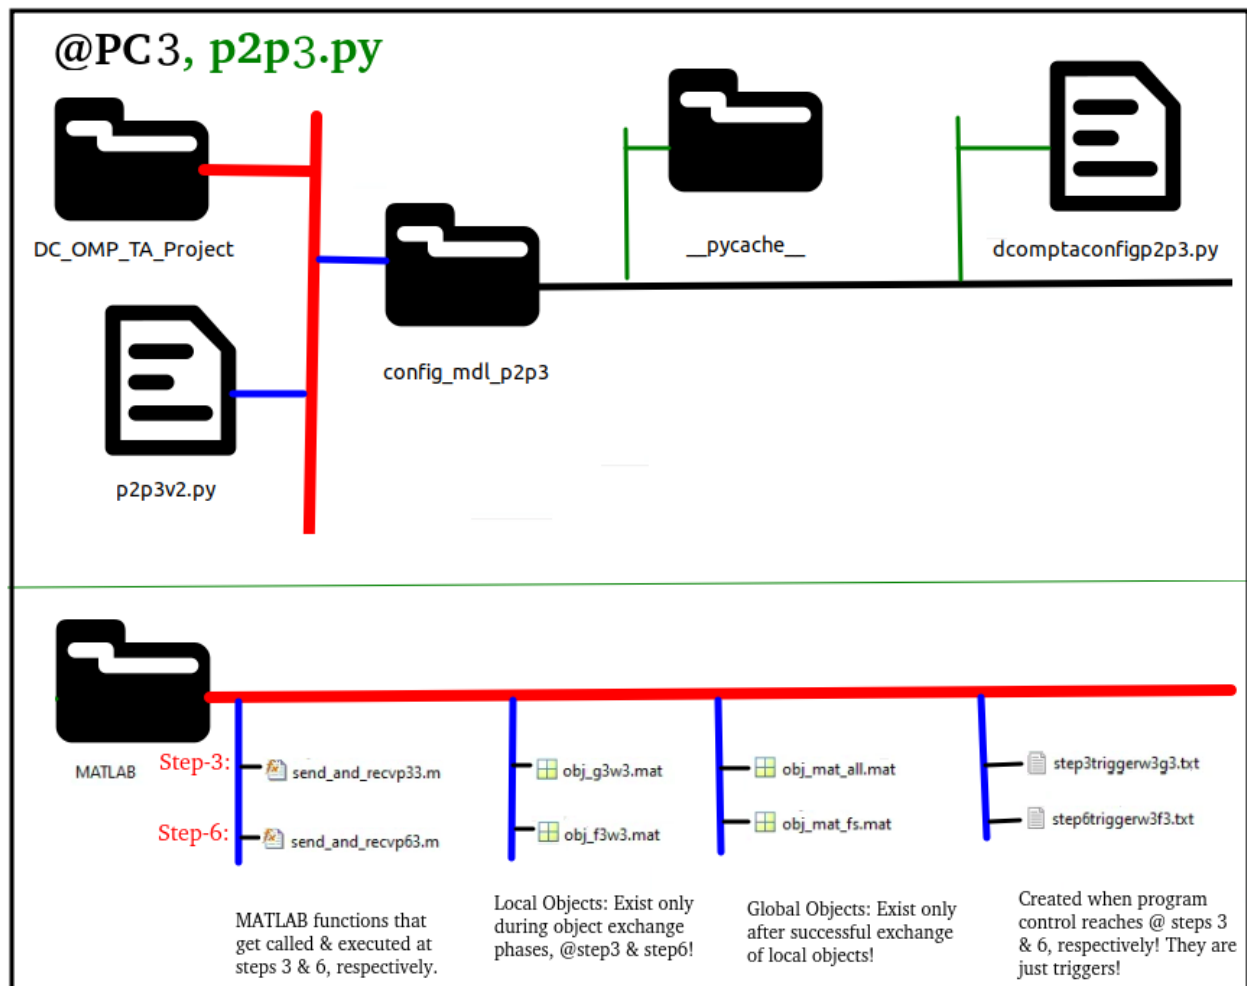 @PC3, p2p3.py
DC_OMP_TA_Project
__pycache__
dcomptaconfigp2p3.py
config_mdl_p2p3
p2p3v2.py
MATLAB
Step-3:
send_and_recvp33.m
obj_g3w3.mat
obj_mat_all.mat
step3triggerw3g3.txt
Step-6:
send_and_recvp63.m
obj_f3w3.mat
obj_mat_fs.mat
step6triggerw3f3.txt
MATLAB functions that
get called & executed at
steps 3 & 6, respectively.
Local Objects: Exist only
during object exchange
phases, @step3 & step6!
Global Objects: Exist only
after successful exchange
of local objects!
Created when program
control reaches @ steps 3
& 6, respectively! They are
just triggers!